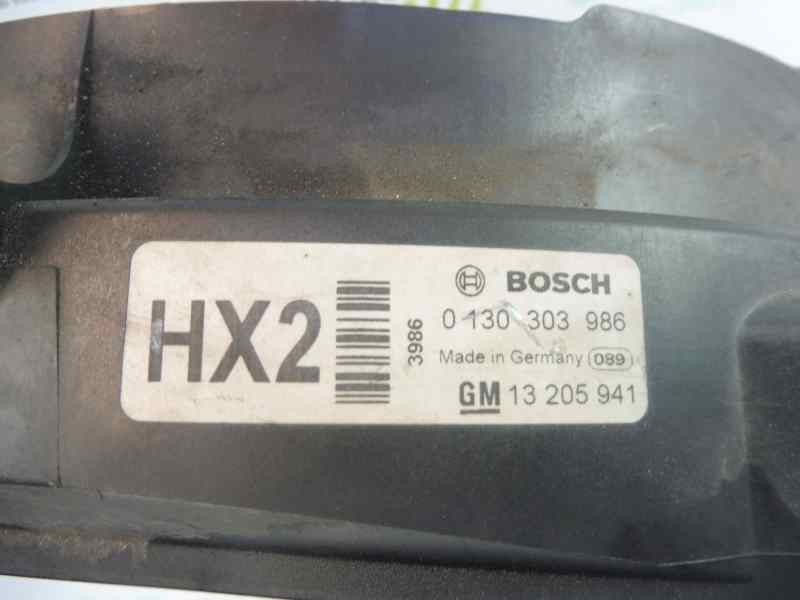 HX2
3986
BOSCH
0 130 303 986
Made in Germany 089
GM 13 205 941